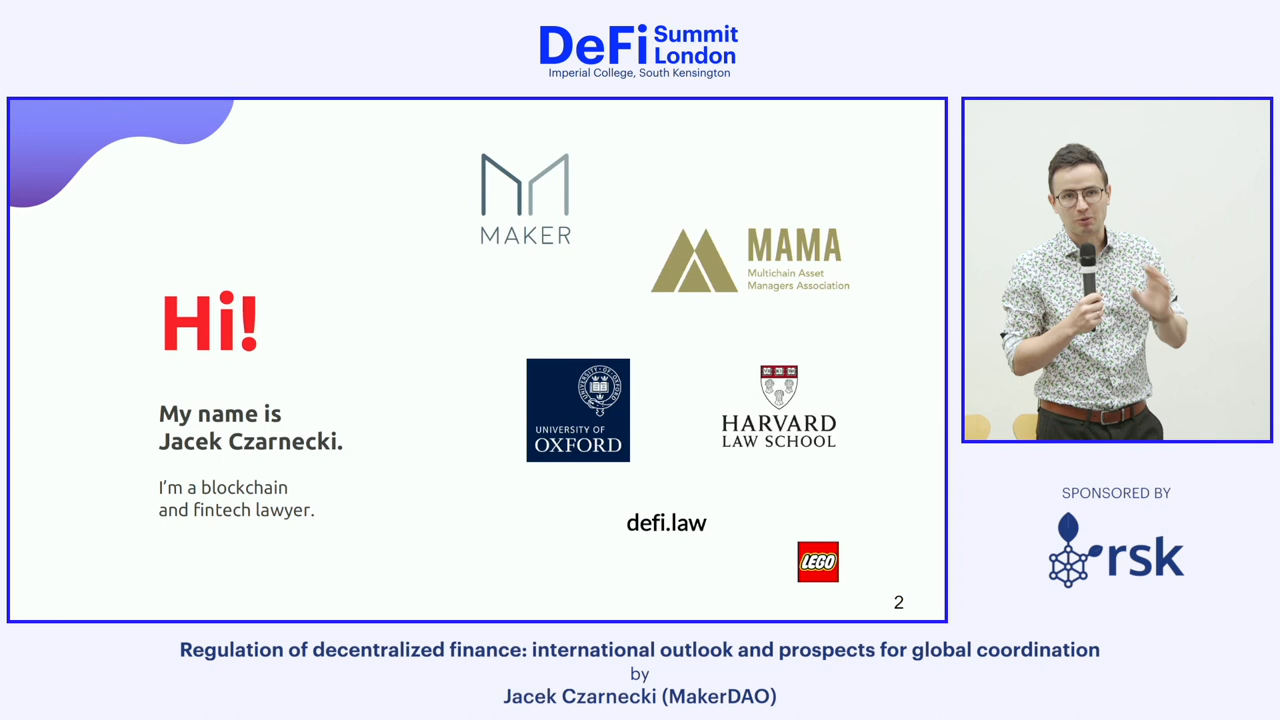 DeFi Summit
London
Imperial College, South Kensington
MAKER
MAMA
Multichain Asset
Managers Association
Hi!
My name is
Jacek Czarnecki.
I'm a blockchain
and fintech lawyer.
UNIVERSITY OF
OXFORD
HARVARD
LAW SCHOOL
defi.law
LEGO
2
SPONSORED BY
rsk
Regulation of decentralized finance: international outlook and prospects for global coordination
by
Jacek Czarnecki (MakerDAO)